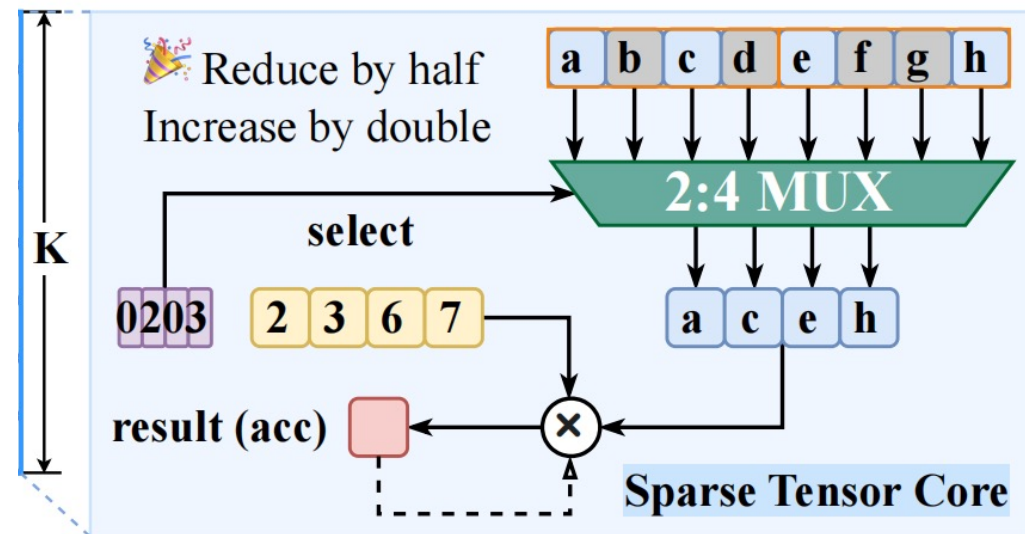 Reduce by half
Increase by double
a b c d e f g h
2:4 MUX
select
K
0203
2 3 6 7
a c e h
result (acc)
×
Sparse Tensor Core